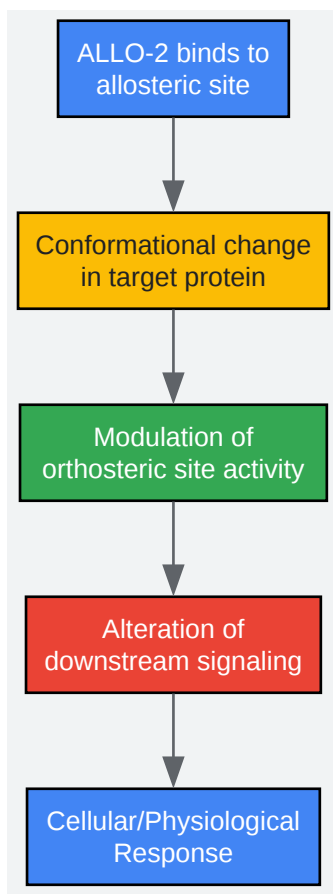 ALLO-2 binds to
allosteric site
Conformational change
in target protein
Modulation of
orthosteric site activity
Alteration of
downstream signaling
Cellular/Physiological
Response